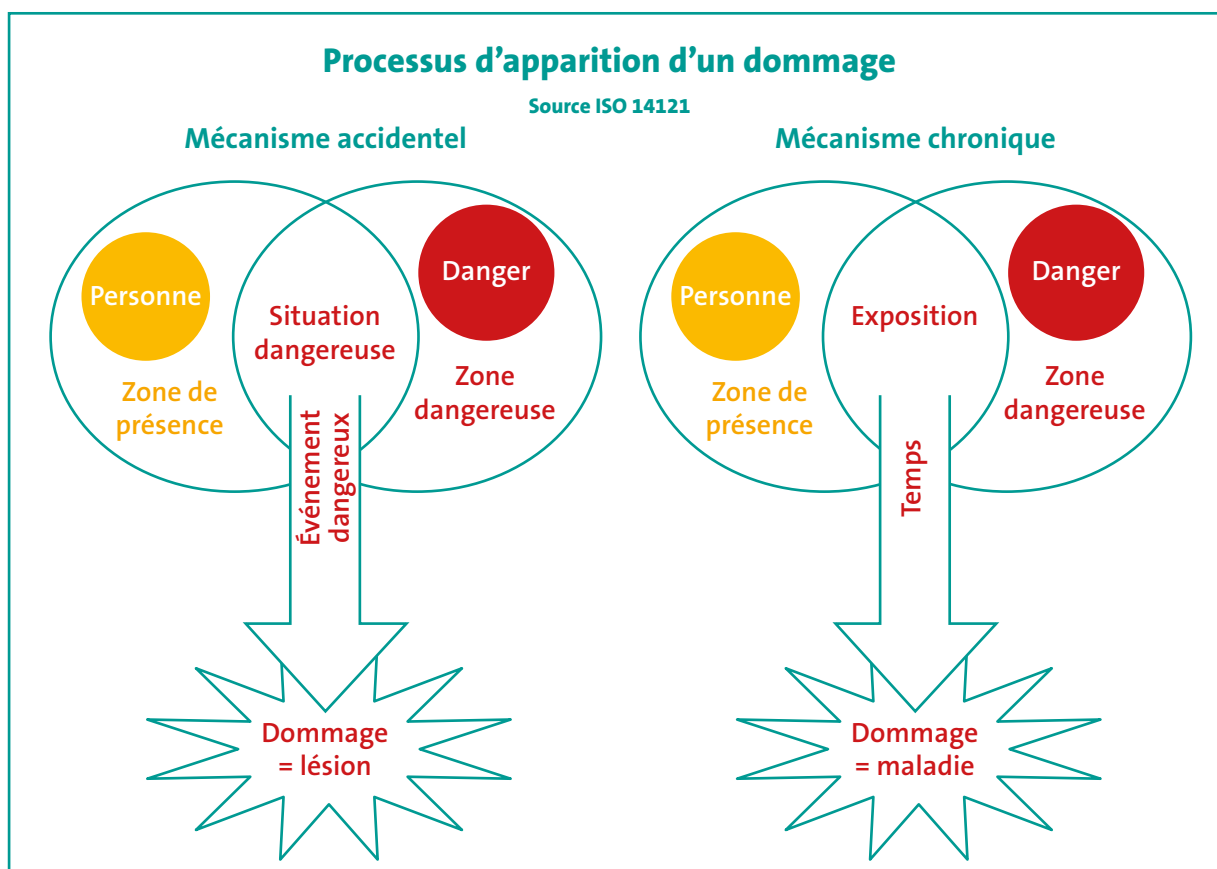 Processus d'apparition d'un dommage
Source ISO 14121
Mécanisme accidentel
Personne
Zone de
présence
Situation
dangereuse
Danger
Zone
dangereuse
Événement
dangereux
Dommage
= lésion
Mécanisme chronique
Personne
Zone de
présence
Exposition
Danger
Zone
dangereuse
Temps
Dommage
= maladie